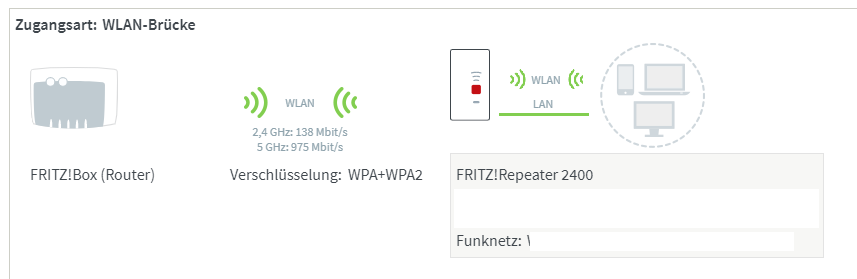 Zugangsart: WLAN-Brücke
WLAN
2,4 GHz: 138 Mbit/s
5 GHz: 975 Mbit/s
WLAN
LAN
FRITZ!Box (Router)
Verschlüsselung: WPA+WPA2
FRITZ!Repeater 2400
Funknetz: